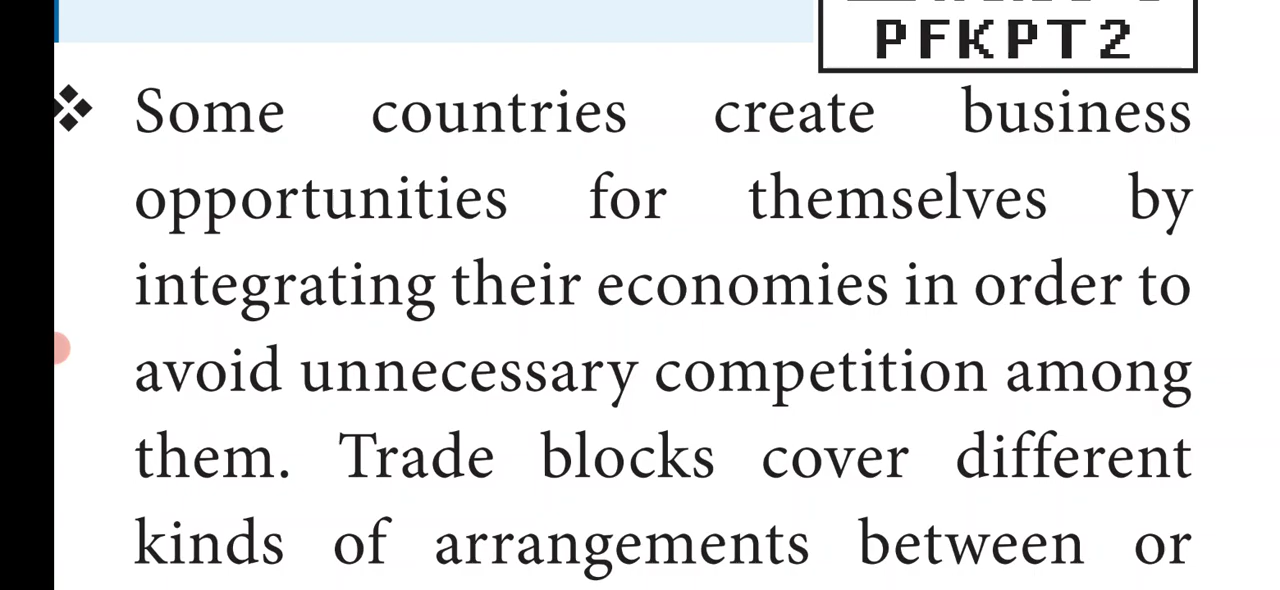 PFKPT2
❖ Some countries create business
opportunities for themselves by
integrating their economies in order to
avoid unnecessary competition among
them. Trade blocks cover different
kinds of arrangements between or